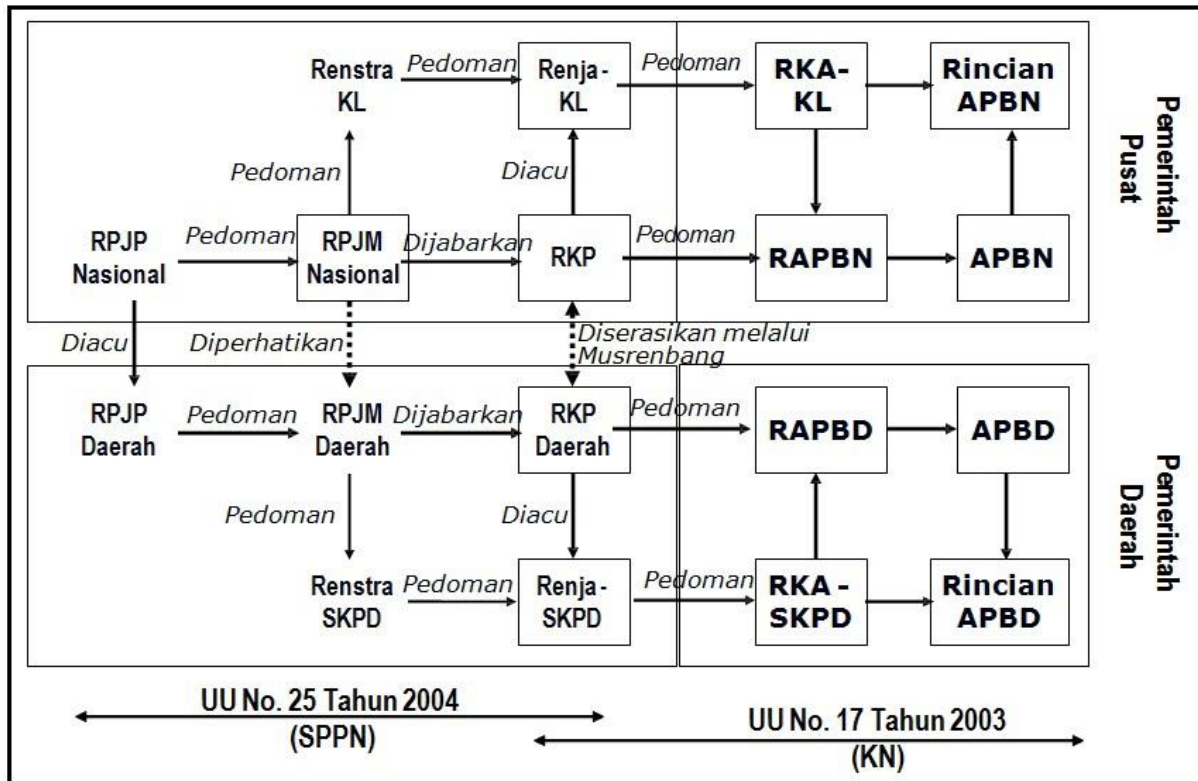 Renstra
KL
Pedoman
Renja-
KL
Pedoman
RKA-
KL
Rincian
APBN
Pemerintah
Pusat
Pedoman
Diacu
RPJP
Nasional
Pedoman
RPJM
Nasional
Dijabarkan
RKP
Pedoman
RAPBN
APBN
Diacu
Diperhatikan
Diserasikan melalui
Musrenbang
RPJP
Daerah
Pedoman
RPJM
Daerah
Dijabarkan
RKP
Daerah
Pedoman
RAPBD
APBD
Pemerintah
Daerah
Pedoman
Diacu
Renstra
SKPD
Pedoman
Renja-
SKPD
Pedoman
RKA -
SKPD
Rincian
APBD
UU No. 25 Tahun 2004
(SPPN)
UU No. 17 Tahun 2003
(KN)